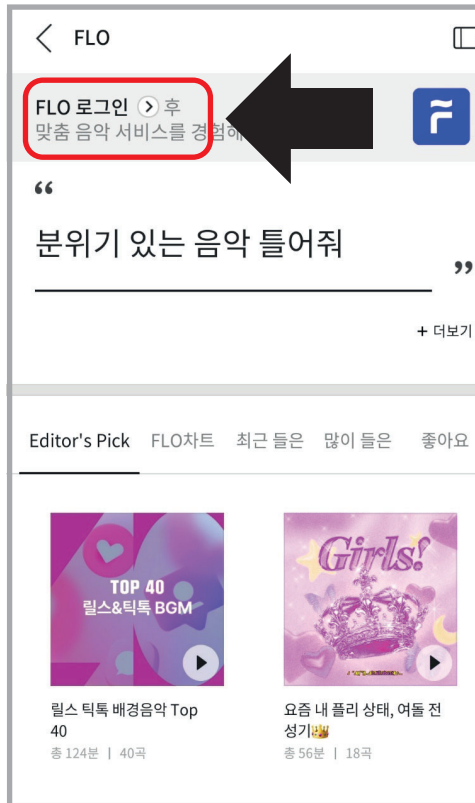 FLO
FLO 로그인 > 후
맞춤 음악 서비스를 경험해
“
분위기 있는 음악 틀어줘
”
+ 더보기
Editor's Pick FLO차트 최근 들은 많이 들은 좋아요
TOP 40
릴스&틱톡 BGM
Girls!
릴스 틱톡 배경음악 Top
40
총 124분 | 40곡
요즘 내 플리 상태, 여돌 전
성기👑
총 56분 | 18곡